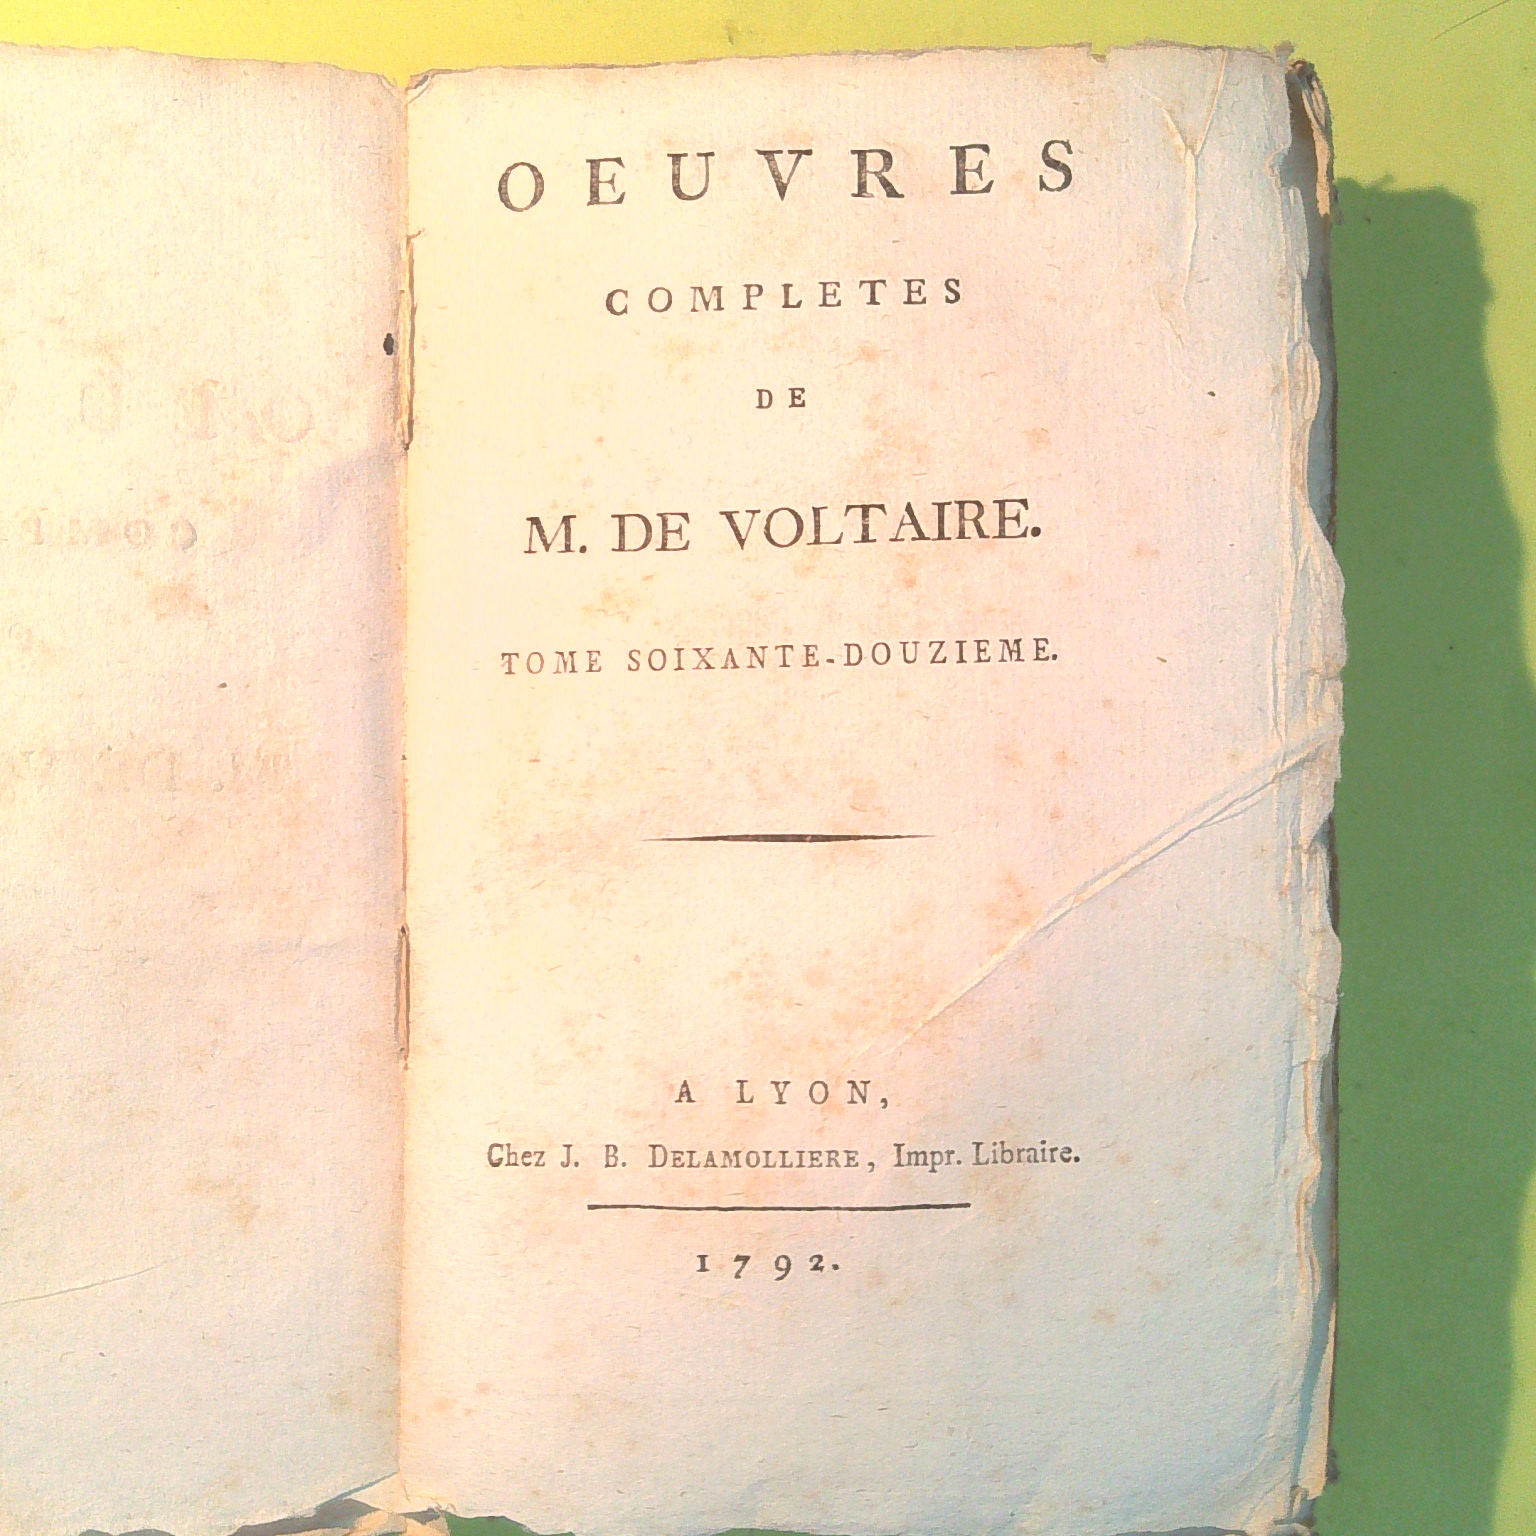 OEUVRES
COMPLETES
DE
M. DE VOLTAIRE.
TOME SOIXANTE-DOUZIEME.
A LYON,
Chez J. B. DELAMOLLIERE, Impr. Libraire.
1792.